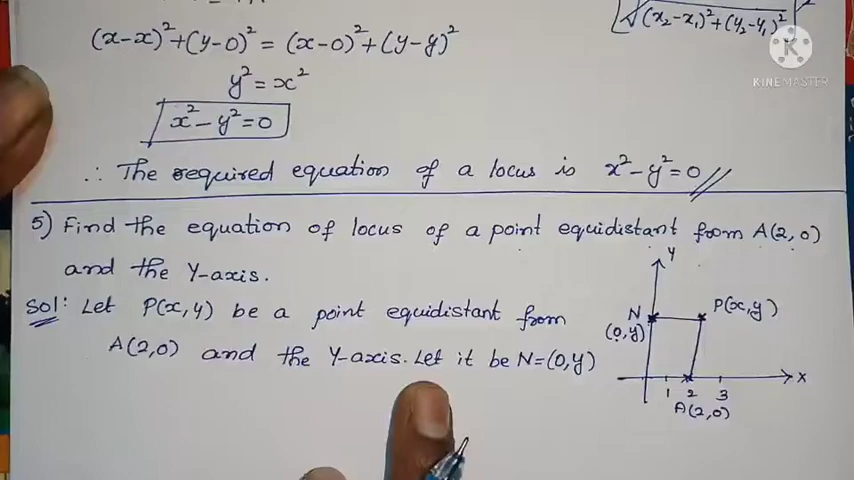 √(x₂-x₁)²+(y₂-y₁)²
(x-x)²+(y-0)² = (x-0)²+(y-y)²
KINEMASTER
y² = x²
x²-y²=0
∴ The required equation of a locus is x²-y²=0//
5) Find the equation of locus of a point equidistant from A(2,0)
and the Y-axis.
Sol: Let P(x,y) be a point equidistant from
A(2,0) and the Y-axis. Let it be N=(0,y)
Y
N
P(x,y)
(0,y)
X
1 2 3
A(2,0)